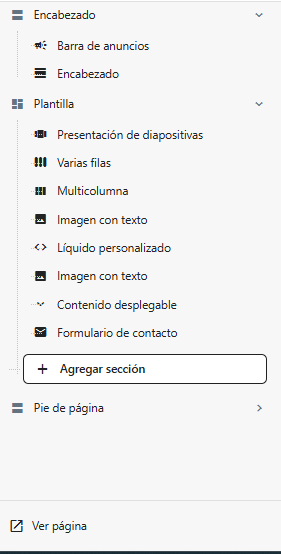 Encabezado
Barra de anuncios
Encabezado
Plantilla
Presentación de diapositivas
Varias filas
Multicolumna
Imagen con texto
Líquido personalizado
Imagen con texto
Contenido desplegable
Formulario de contacto
Agregar sección
Pie de página
Ver página